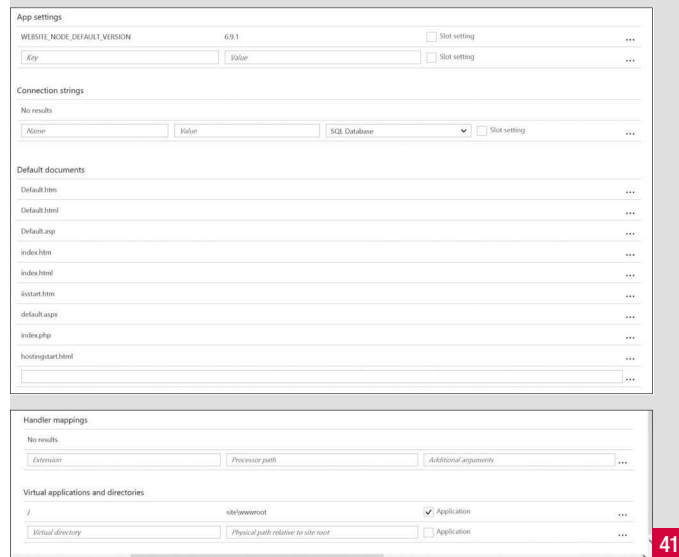 App settings
WEBSITE_NODE_DEFAULT_VERSION 6.9.1 Slot setting ...
Key Value Slot setting ...
Connection strings
No results
Name Value SQL Database Slot setting ...
Default documents
Default.htm ...
Default.html ...
Default.asp ...
index.htm ...
index.html ...
iisstart.htm ...
default.aspx ...
index.php ...
hostingstart.html ...
...
Handler mappings
No results
Extension Processor path Additional arguments ...
Virtual applications and directories
/ site\wwwroot Application ...
Virtual directory Physical path relative to site root Application ...
41